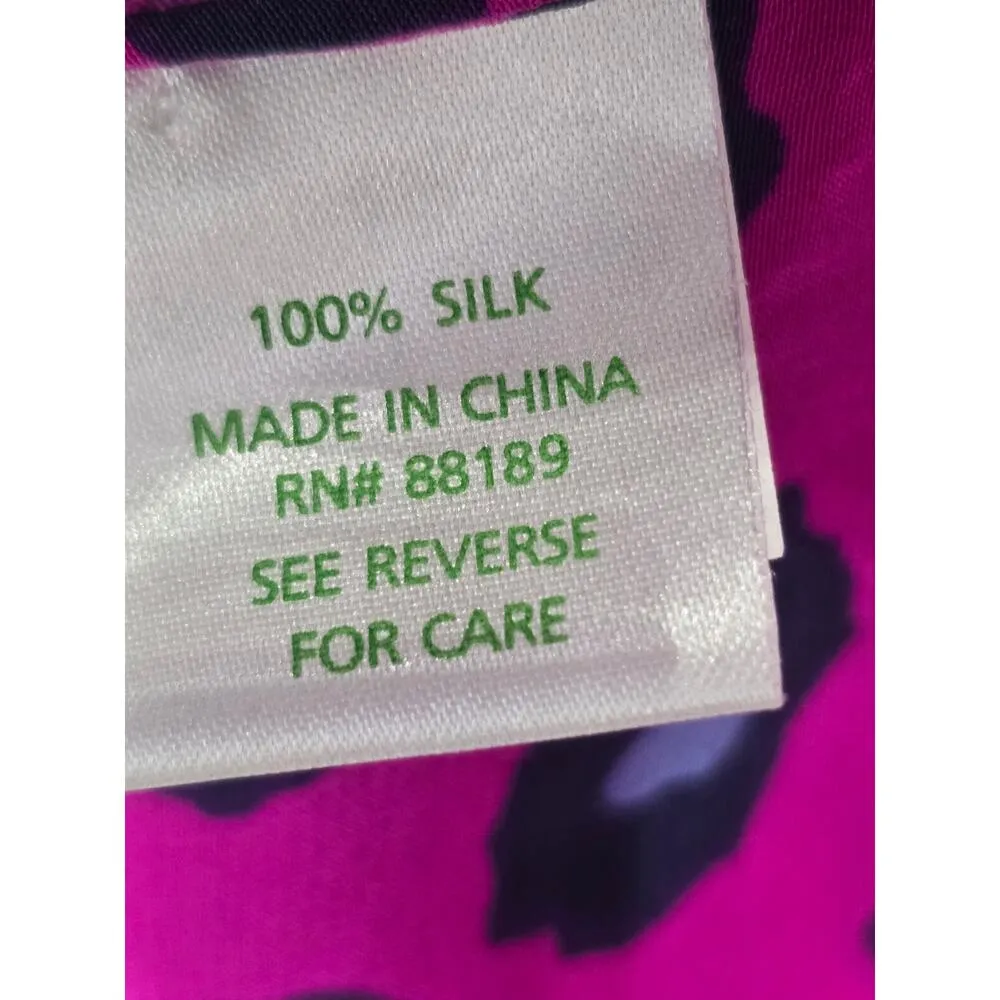 100% SILK
MADE IN CHINA
RN# 88189
SEE REVERSE
FOR CARE